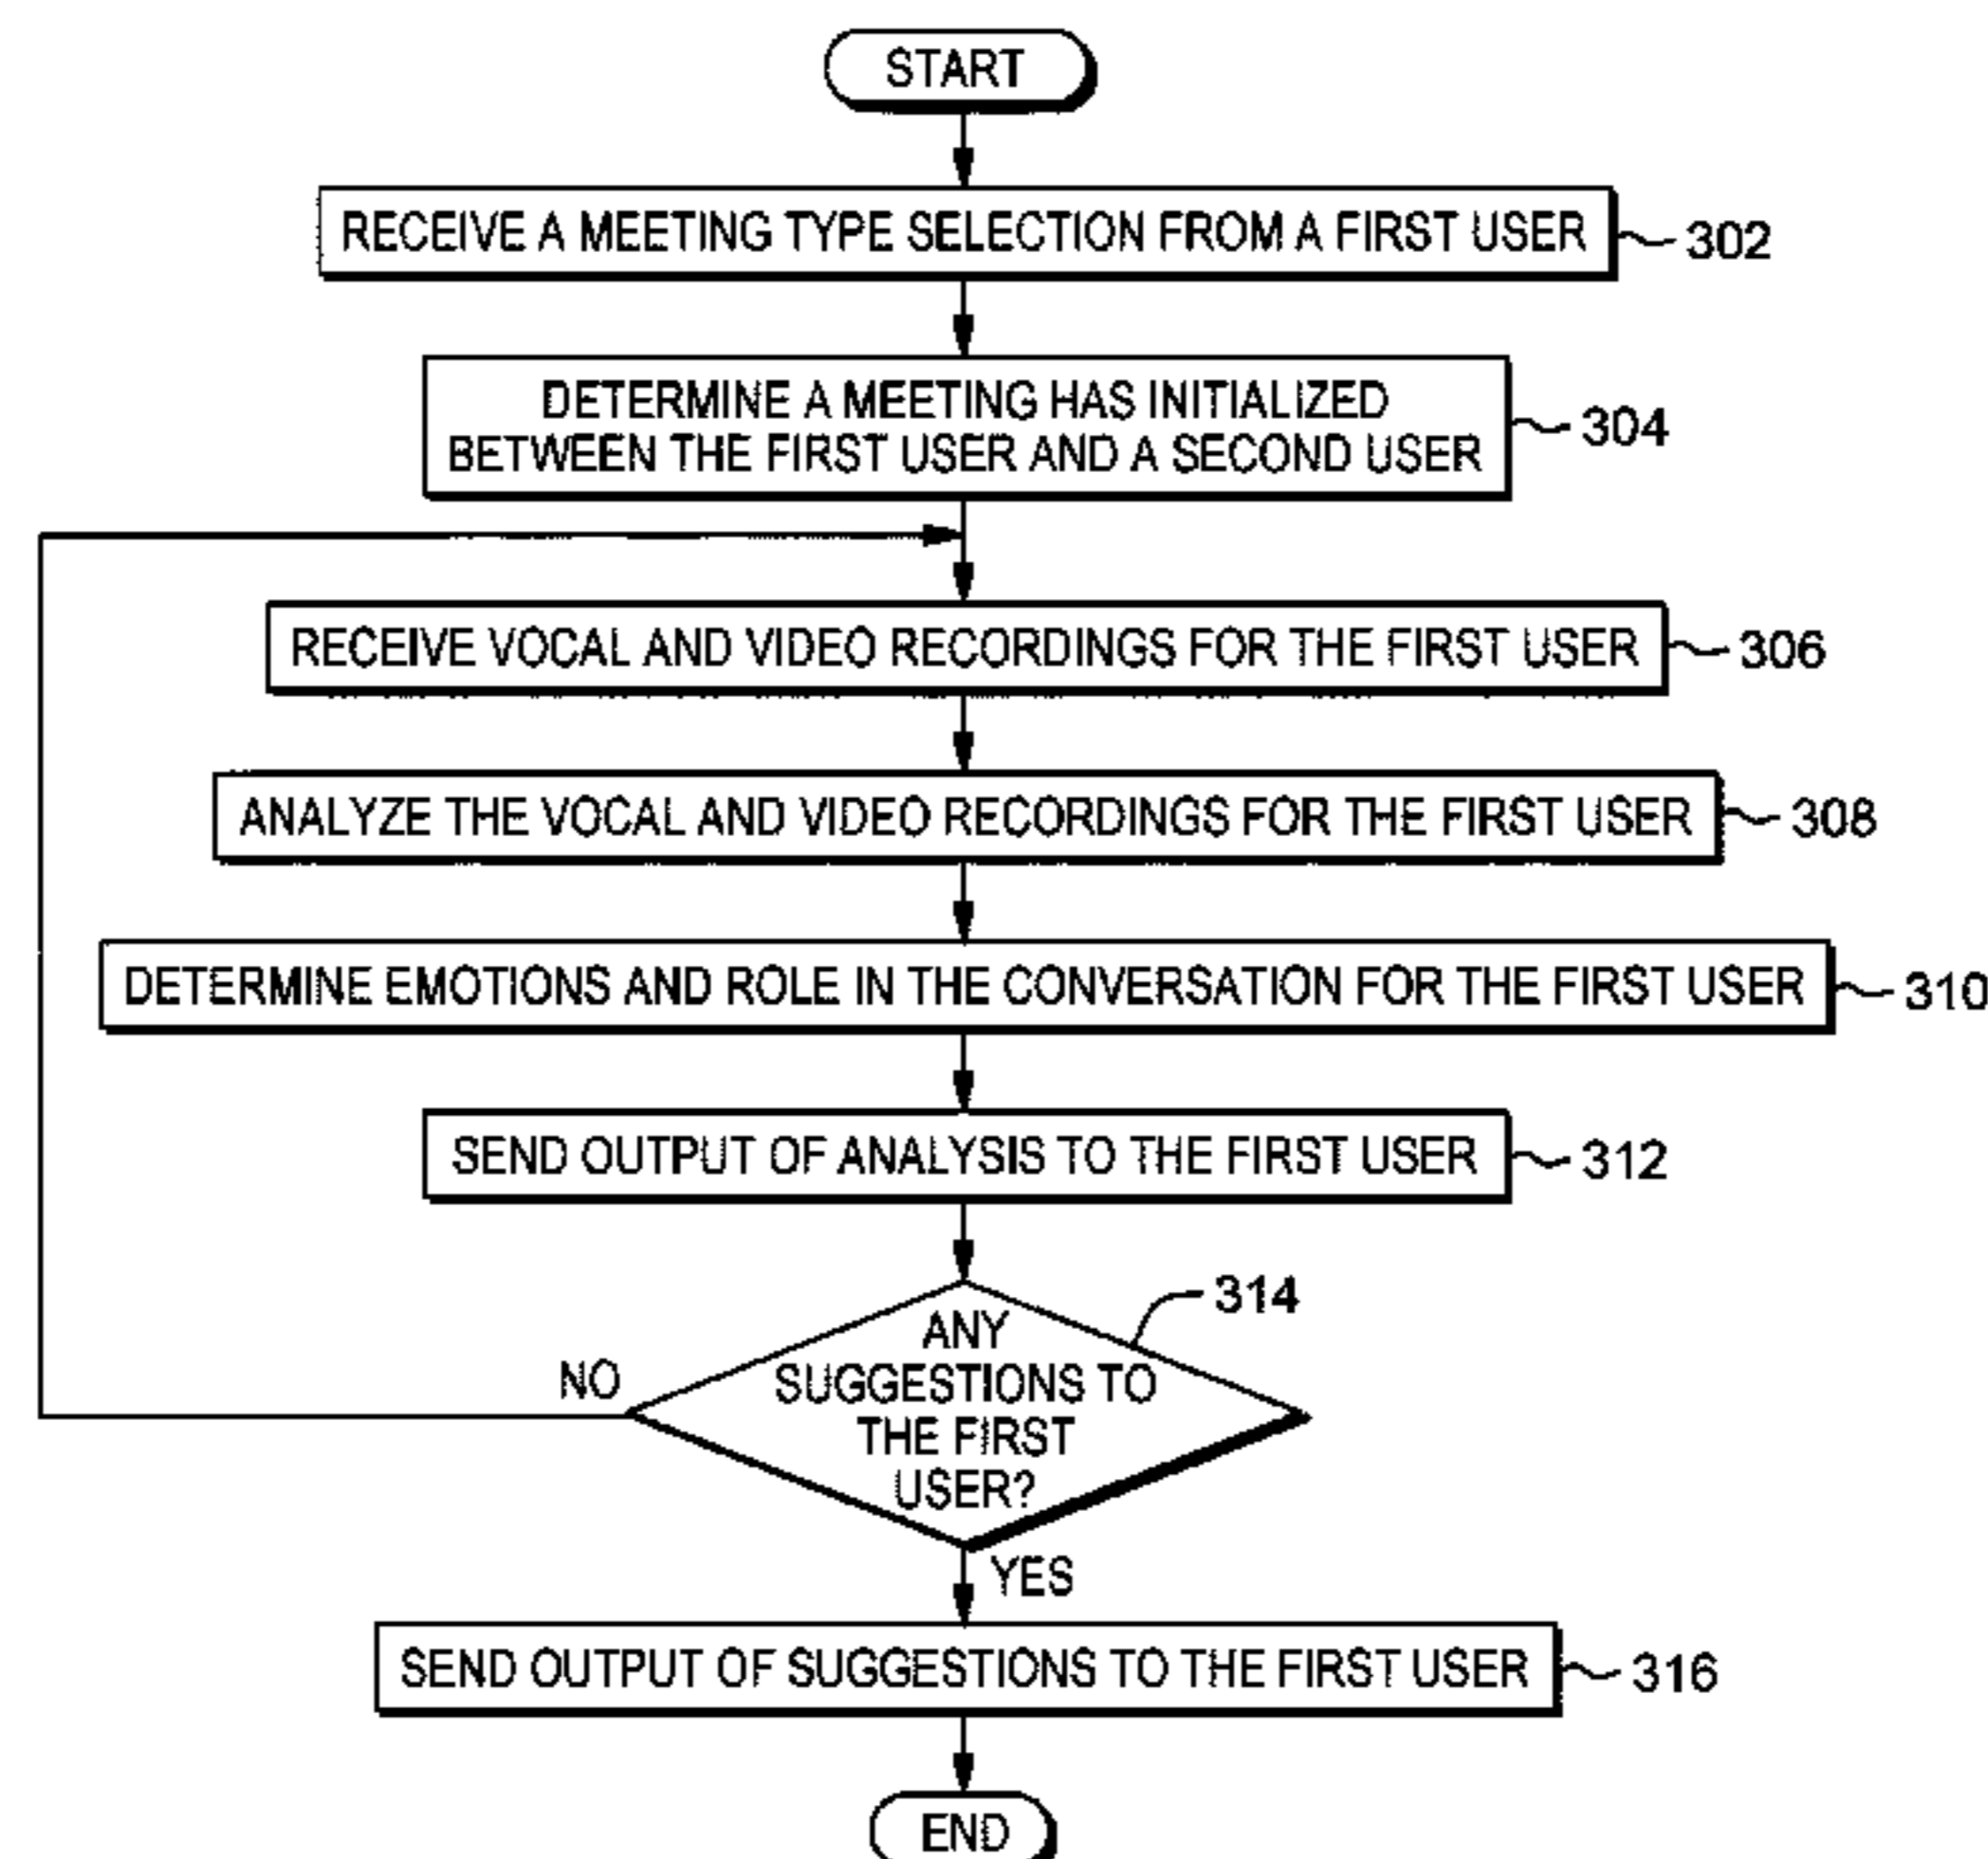 START
RECEIVE A MEETING TYPE SELECTION FROM A FIRST USER
302
DETERMINE A MEETING HAS INITIALIZED
BETWEEN THE FIRST USER AND A SECOND USER
304
RECEIVE VOCAL AND VIDEO RECORDINGS FOR THE FIRST USER
306
ANALYZE THE VOCAL AND VIDEO RECORDINGS FOR THE FIRST USER
308
DETERMINE EMOTIONS AND ROLE IN THE CONVERSATION FOR THE FIRST USER
310
SEND OUTPUT OF ANALYSIS TO THE FIRST USER
312
314
ANY
SUGGESTIONS TO
THE FIRST
USER?
NO
YES
SEND OUTPUT OF SUGGESTIONS TO THE FIRST USER
316
END